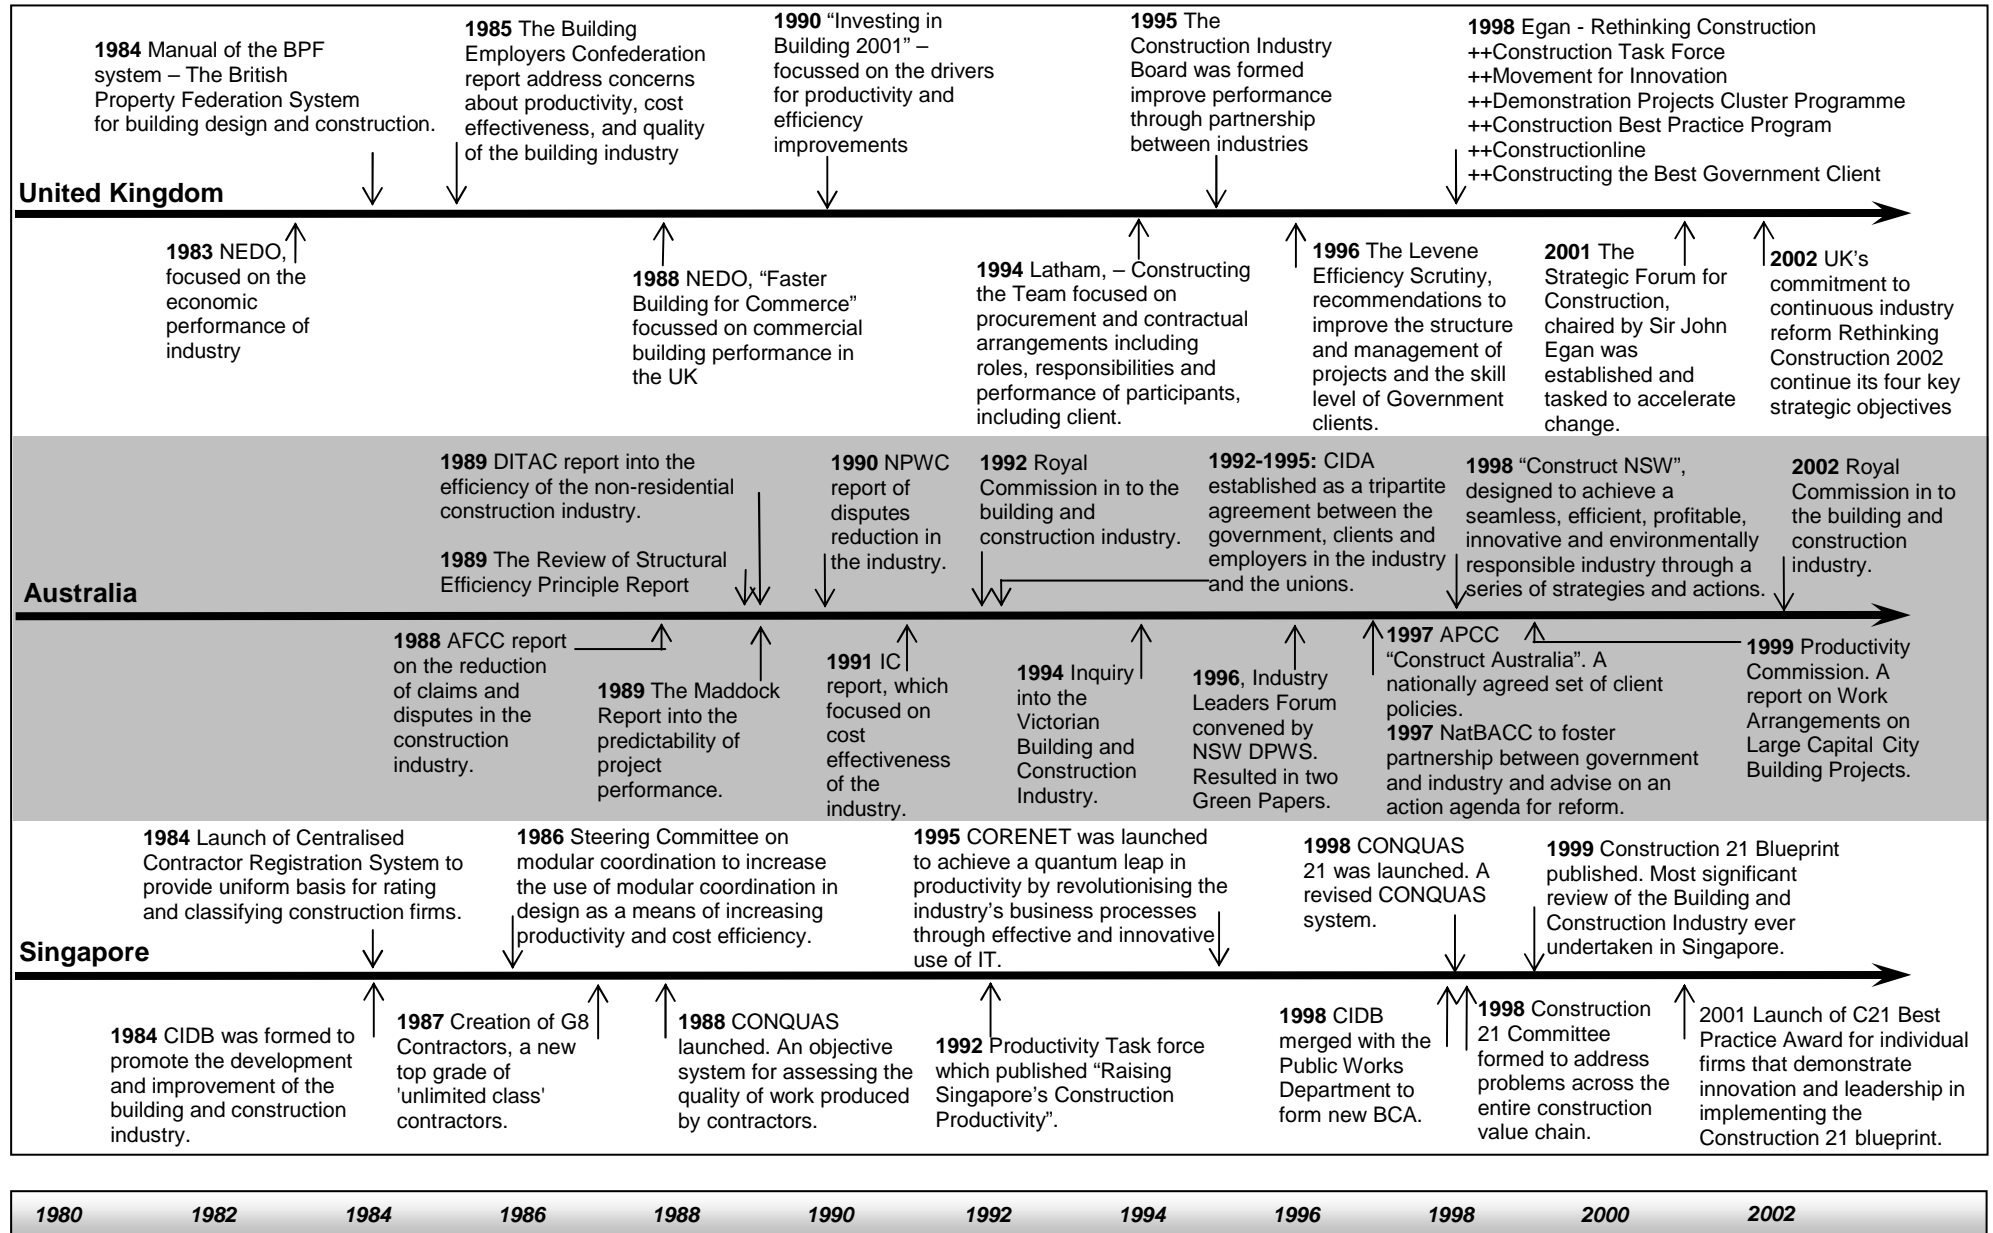 1984 Manual of the BPF
system – The British
Property Federation System
for building design and construction.
1985 The Building
Employers Confederation
report address concerns
about productivity, cost
effectiveness, and quality
of the building industry
1990 “Investing in
Building 2001” –
focussed on the drivers
for productivity and
efficiency
improvements
1995 The
Construction Industry
Board was formed
improve performance
through partnership
between industries
1998 Egan - Rethinking Construction
++Construction Task Force
++Movement for Innovation
++Demonstration Projects Cluster Programme
++Construction Best Practice Program
++Constructionline
++Constructing the Best Government Client
United Kingdom
1983 NEDO,
focused on the
economic
performance of
industry
1988 NEDO, “Faster
Building for Commerce”
focussed on commercial
building performance in
the UK
1994 Latham, – Constructing
the Team focused on
procurement and contractual
arrangements including
roles, responsibilities and
performance of participants,
including client.
1996 The Levene
Efficiency Scrutiny,
recommendations to
improve the structure
and management of
projects and the skill
level of Government
clients.
2001 The
Strategic Forum for
Construction,
chaired by Sir John
Egan was
established and
tasked to accelerate
change.
2002 UK’s
commitment to
continuous industry
reform Rethinking
Construction 2002
continue its four key
strategic objectives
1989 DITAC report into the
efficiency of the non-residential
construction industry.
1989 The Review of Structural
Efficiency Principle Report
1990 NPWC
report of
disputes
reduction in
the industry.
1992 Royal
Commission in to the
building and
construction industry.
1992-1995: CIDA
established as a tripartite
agreement between the
government, clients and
employers in the industry
and the unions.
1998 “Construct NSW”,
designed to achieve a
seamless, efficient, profitable,
innovative and environmentally
responsible industry through a
series of strategies and actions.
2002 Royal
Commission in to
the building and
construction
industry.
Australia
1988 AFCC report
on the reduction
of claims and
disputes in the
construction
industry.
1989 The Maddock
Report into the
predictability of
project
performance.
1991 IC
report, which
focused on
cost
effectiveness
of the
industry.
1994 Inquiry
into the
Victorian
Building and
Construction
Industry.
1996, Industry
Leaders Forum
convened by
NSW DPWS.
Resulted in two
Green Papers.
1997 APCC
“Construct Australia”. A
nationally agreed set of client
policies.
1997 NatBACC to foster
partnership between government
and industry and advise on an
action agenda for reform.
1999 Productivity
Commission. A
report on Work
Arrangements on
Large Capital City
Building Projects.
1984 Launch of Centralised
Contractor Registration System to
provide uniform basis for rating
and classifying construction firms.
1986 Steering Committee on
modular coordination to increase
the use of modular coordination in
design as a means of increasing
productivity and cost efficiency.
1995 CORENET was launched
to achieve a quantum leap in
productivity by revolutionising the
industry’s business processes
through effective and innovative
use of IT.
1998 CONQUAS
21 was launched. A
revised CONQUAS
system.
1999 Construction 21 Blueprint
published. Most significant
review of the Building and
Construction Industry ever
undertaken in Singapore.
Singapore
1984 CIDB was formed to
promote the development
and improvement of the
building and construction
industry.
1987 Creation of G8
Contractors, a new
top grade of
'unlimited class'
contractors.
1988 CONQUAS
launched. An objective
system for assessing the
quality of work produced
by contractors.
1992 Productivity Task force
which published “Raising
Singapore’s Construction
Productivity”.
1998 CIDB
merged with the
Public Works
Department to
form new BCA.
1998 Construction
21 Committee
formed to address
problems across the
entire construction
value chain.
2001 Launch of C21 Best
Practice Award for individual
firms that demonstrate
innovation and leadership in
implementing the
Construction 21 blueprint.
1980 1982 1984 1986 1988 1990 1992 1994 1996 1998 2000 2002